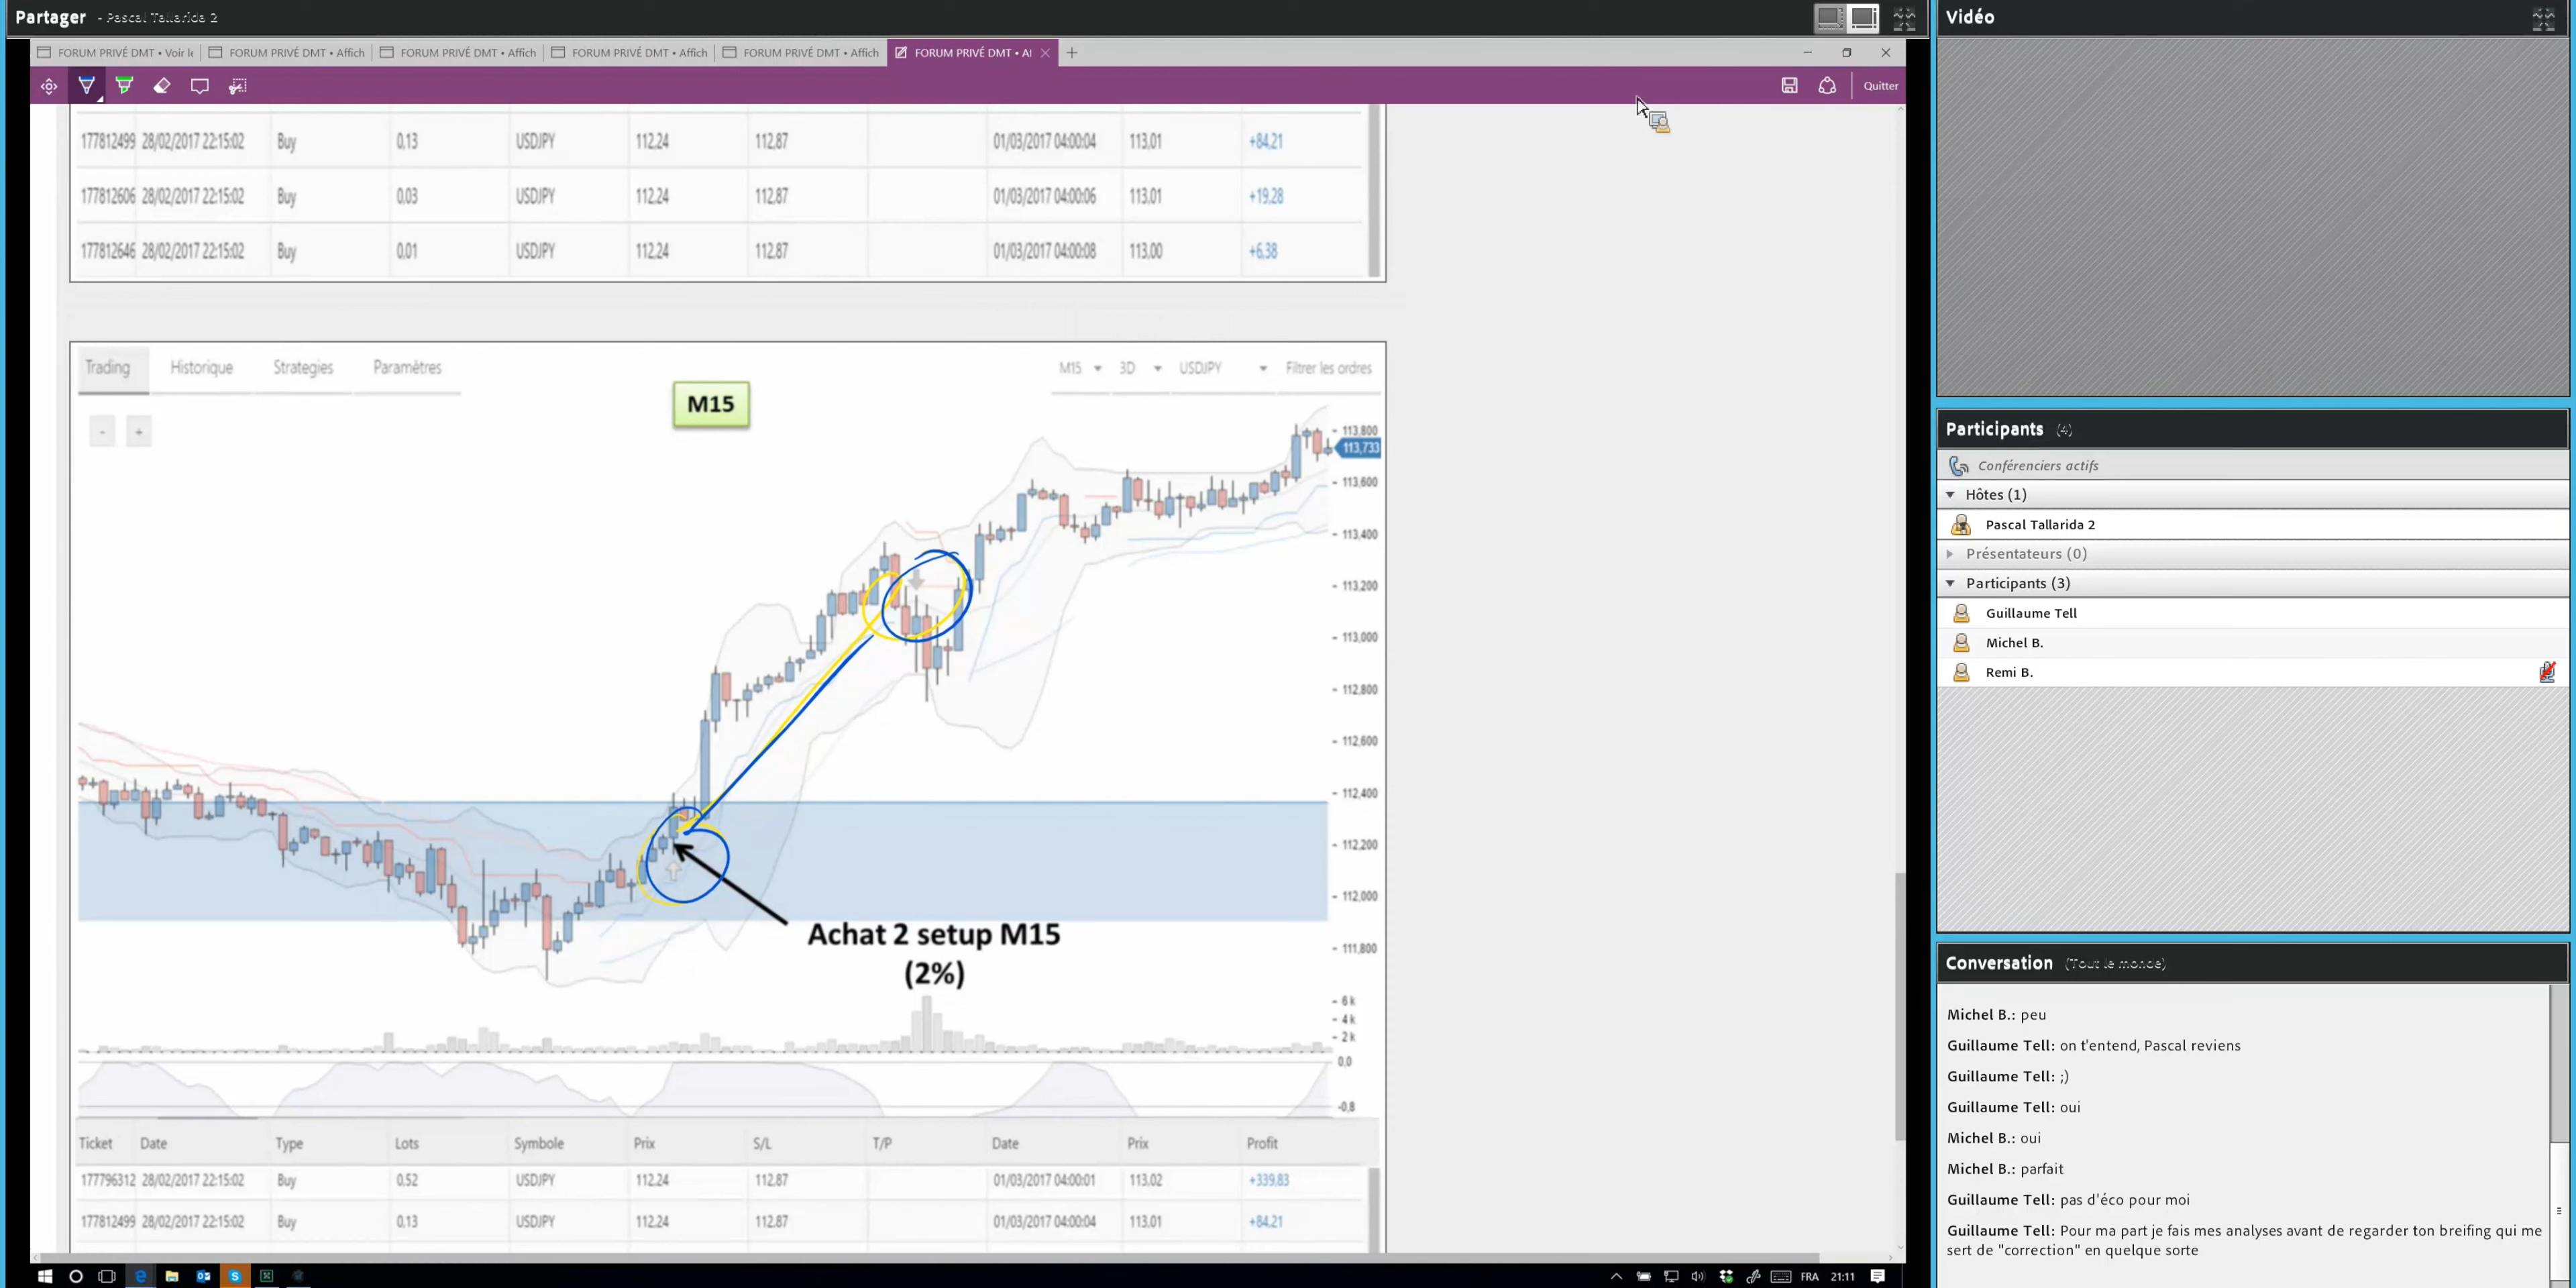 Partager - Pascal Tallarida 2
FORUM PRIVÉ DMT • Voir le
FORUM PRIVÉ DMT • Affich
FORUM PRIVÉ DMT • Affich
FORUM PRIVÉ DMT • Affich
FORUM PRIVÉ DMT • Affich
FORUM PRIVÉ DMT • Af
Quitter
177812499 28/02/2017 22:15:02 Buy 0,13 USDJPY 112,24 112,87 01/03/2017 04:00:04 113,01 +84,21
177812606 28/02/2017 22:15:02 Buy 0,03 USDJPY 112,24 112,87 01/03/2017 04:00:06 113,01 +19,28
177812646 28/02/2017 22:15:02 Buy 0,01 USDJPY 112,24 112,87 01/03/2017 04:00:08 113,00 +6,38
Trading Historique Strategies Paramètres M15 3D USDJPY Filtrer les ordres
M15
- +
113,800
113,733
113,600
113,400
113,200
113,000
112,800
112,600
112,400
112,200
112,000
111,800
Achat 2 setup M15
(2%)
6 k
4 k
2 k
0,0
-0,8
Ticket Date Type Lots Symbole Prix S/L T/P Date Prix Profit
177796312 28/02/2017 22:15:02 Buy 0,52 USDJPY 112,24 112,87 01/03/2017 04:00:01 113,02 +339,83
177812499 28/02/2017 22:15:02 Buy 0,13 USDJPY 112,24 112,87 01/03/2017 04:00:04 113,01 +84,21
FRA 21:11
Vidéo
Participants (4)
Conférenciers actifs
Hôtes (1)
Pascal Tallarida 2
Présentateurs (0)
Participants (3)
Guillaume Tell
Michel B.
Remi B.
Conversation (Tout le monde)
Michel B.: peu
Guillaume Tell: on t'entend, Pascal reviens
Guillaume Tell: ;)
Guillaume Tell: oui
Michel B.: oui
Michel B.: parfait
Guillaume Tell: pas d'éco pour moi
Guillaume Tell: Pour ma part je fais mes analyses avant de regarder ton breifing qui me
sert de "correction" en quelque sorte